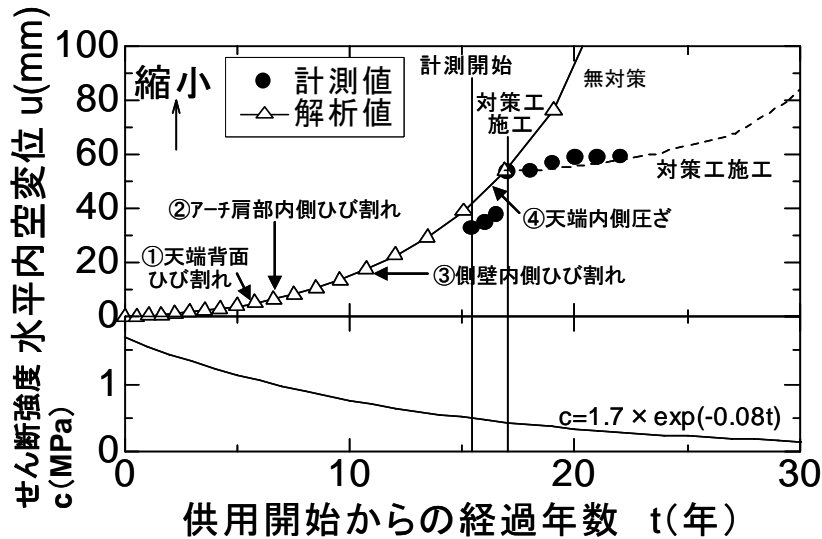 水平内空変位 u(mm)
100
80
60
40
20
0
縮小
計測値
解析値
計測開始
対策工
施工
無対策
対策工施工
②アーチ肩部内側ひび割れ
①天端背面
ひび割れ
③側壁内側ひび割れ
④天端内側圧ざ
せん断強度
c(MPa)
1
0
c=1.7×exp(-0.08t)
0
10
20
30
供用開始からの経過年数 t(年)